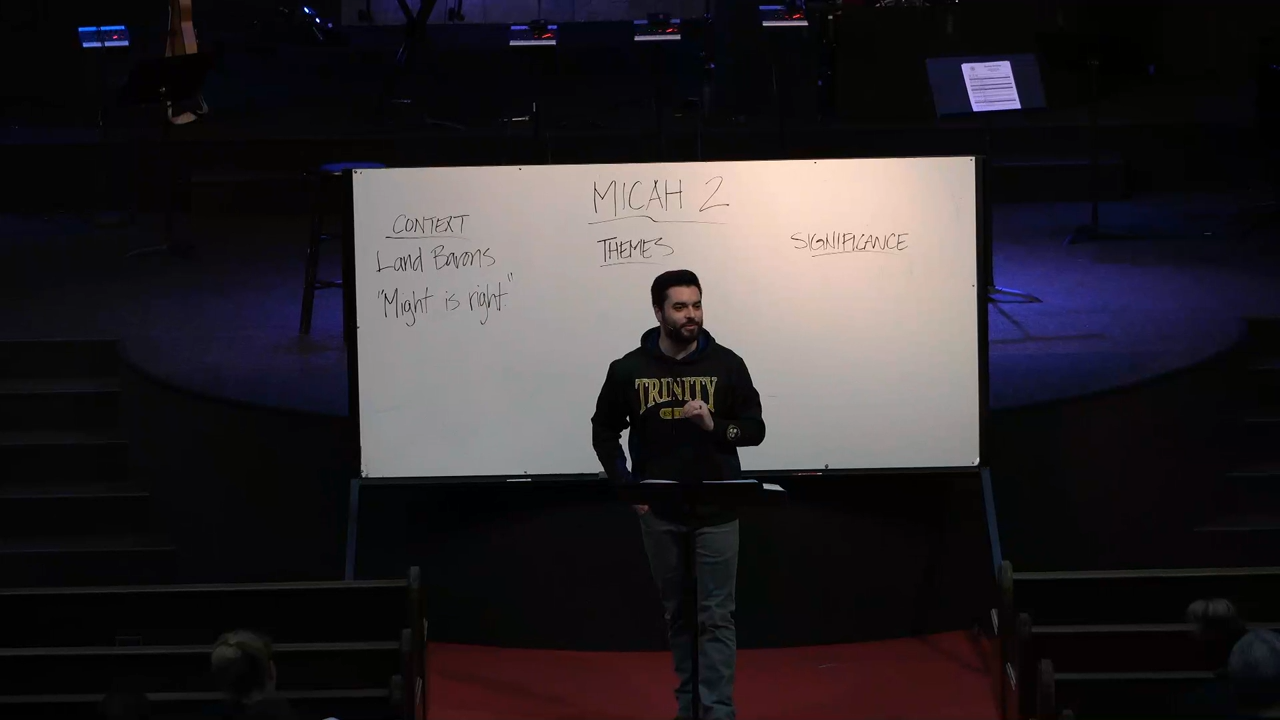 MICAH 2
CONTEXT
Land Barons
"Might is right"
THEMES
SIGNIFICANCE
TRINITY